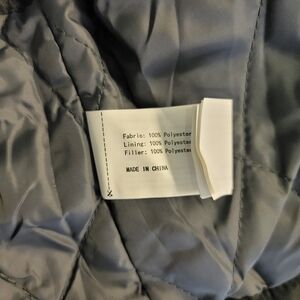 Fabric: 100% Polyester
Lining: 100% Polyester
Filler: 100% Polyester
MADE IN CHINA